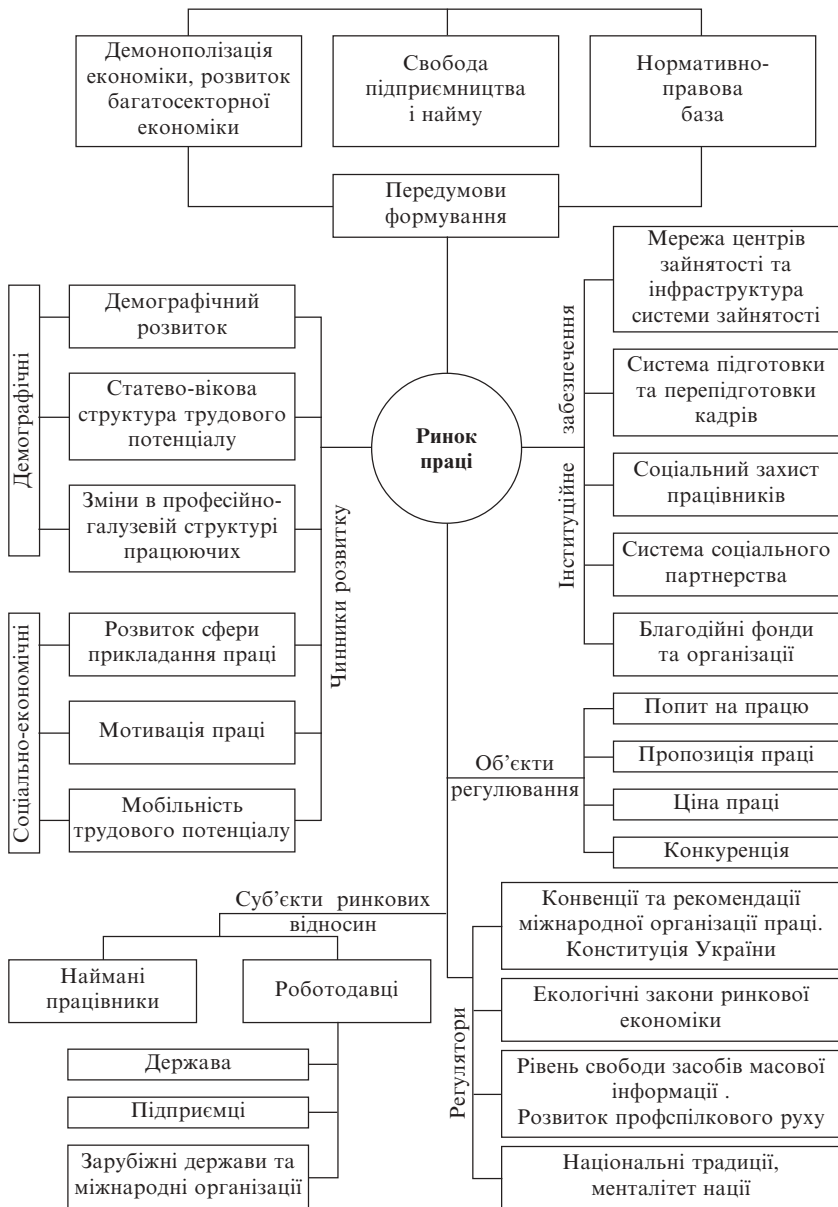 Демонополізація
економіки, розвиток
багатосекторної
економіки
Свобода
підприємництва
і найму
Нормативно-
правова
база
Передумови
формування
Демографічні
Демографічний
розвиток
Статево-вікова
структура трудового
потенціалу
Зміни в професійно-
галузевій структурі
працюючих
Соціально-економічні
Розвиток сфери
прикладання праці
Мотивація праці
Мобільність
трудового потенціалу
Чинники розвитку
Ринок
праці
Інституційне забезпечення
Мережа центрів
зайнятості та
інфраструктура
системи зайнятості
Система підготовки
та перепідготовки
кадрів
Соціальний захист
працівників
Система соціального
партнерства
Благодійні фонди
та організації
Об’єкти
регулювання
Попит на працю
Пропозиція праці
Ціна праці
Конкуренція
Суб’єкти ринкових
відносин
Наймані
працівники
Роботодавці
Держава
Підприємці
Зарубіжні держави та
міжнародні організації
Регулятори
Конвенції та рекомендації
міжнародної організації праці.
Конституція України
Екологічні закони ринкової
економіки
Рівень свободи засобів масової
інформації .
Розвиток профспілкового руху
Національні традиції,
менталітет нації